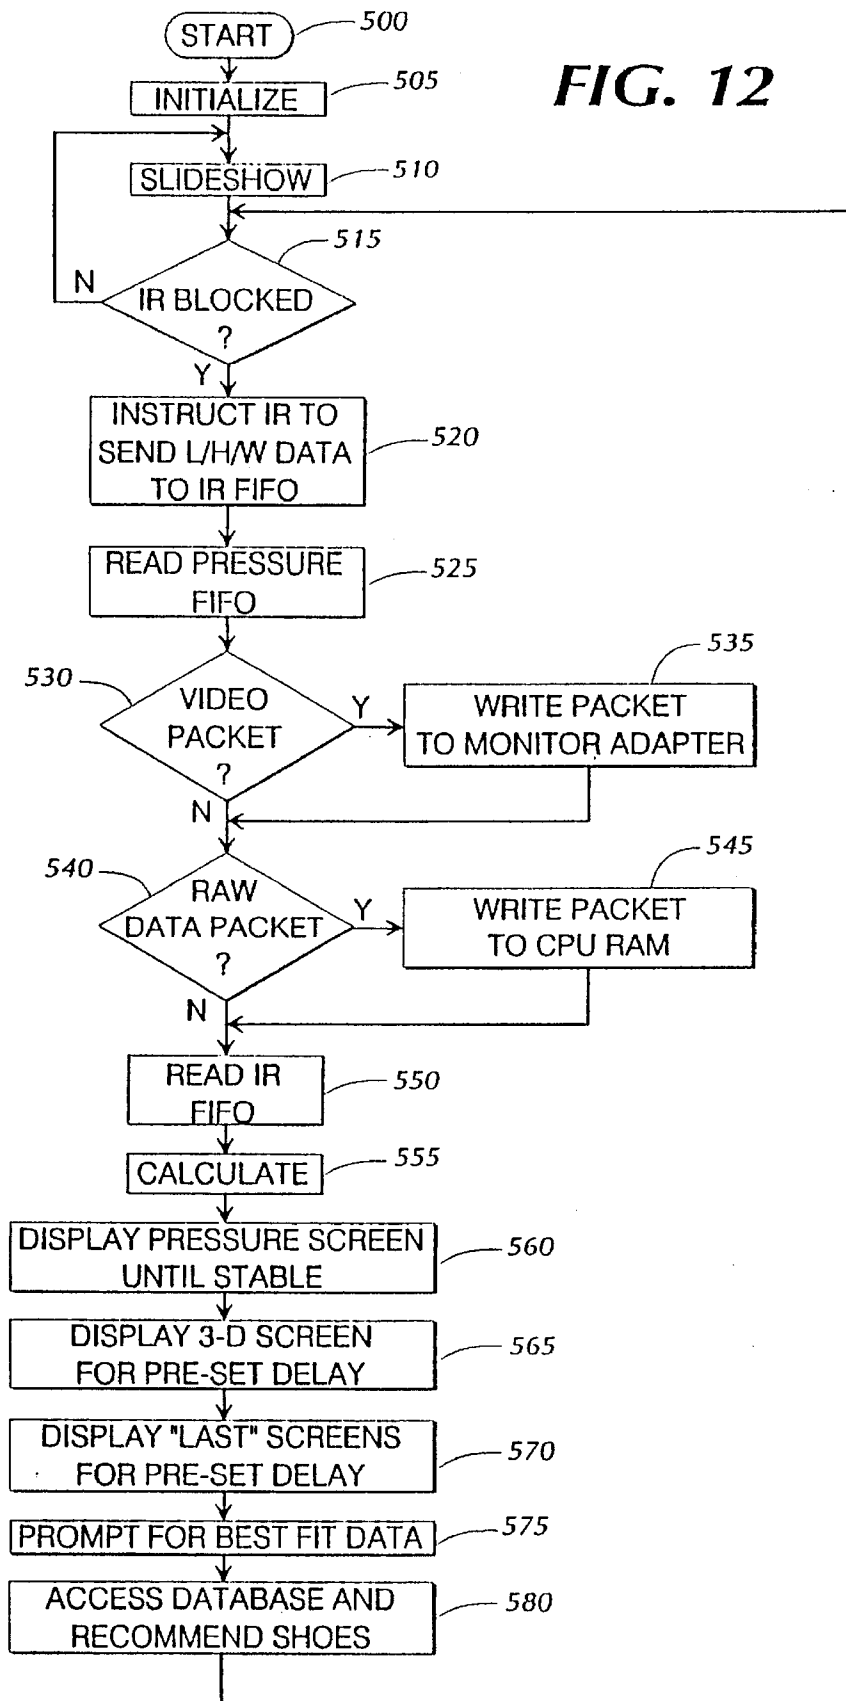 START
500
FIG. 12
INITIALIZE
505
SLIDESHOW
510
515
N
IR BLOCKED
?
Y
INSTRUCT IR TO
SEND L/H/W DATA
TO IR FIFO
520
READ PRESSURE
FIFO
525
530
VIDEO
PACKET
?
Y
N
535
WRITE PACKET
TO MONITOR ADAPTER
540
RAW
DATA PACKET
?
Y
N
545
WRITE PACKET
TO CPU RAM
READ IR
FIFO
550
CALCULATE
555
DISPLAY PRESSURE SCREEN
UNTIL STABLE
560
DISPLAY 3-D SCREEN
FOR PRE-SET DELAY
565
DISPLAY "LAST" SCREENS
FOR PRE-SET DELAY
570
PROMPT FOR BEST FIT DATA
575
ACCESS DATABASE AND
RECOMMEND SHOES
580